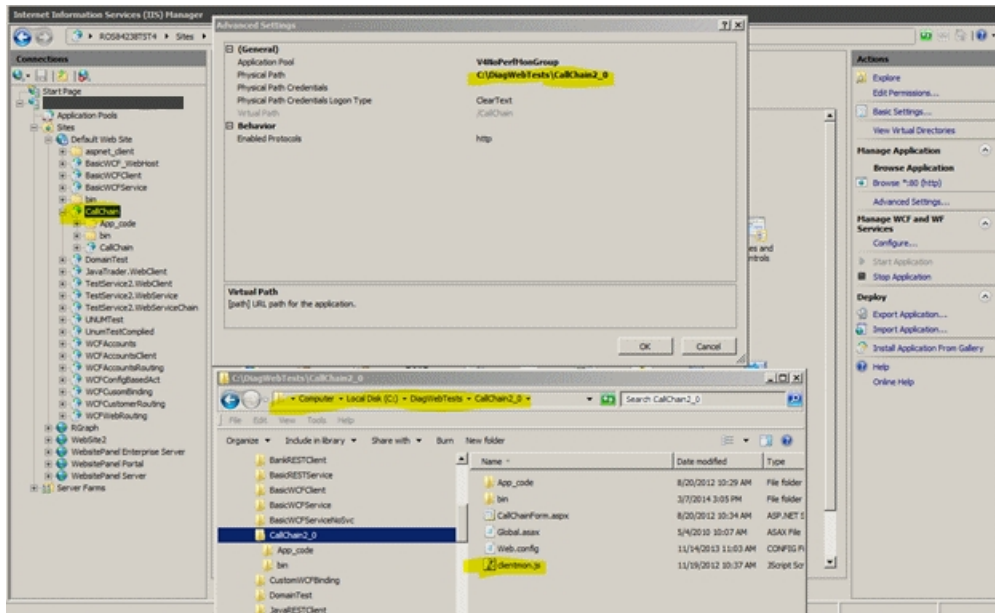 Internet Information Services (IIS) Manager
ROS84238TST4 Sites
Connections
Start Page
Application Pools
Sites
Default Web Site
aspnet_client
BasicWCF_WebHost
BasicWCFClient
BasicWCFService
bin
CallChain
App_code
bin
CallChain
DomainTest
JavaTrader.WebClient
TestService2.WebClient
TestService2.WebService
TestService2.WebServiceChain
UNUMTest
UnumTestComplied
WCFAccounts
WCFAccountsClient
WCFAccountsRouting
WCFConfigBasedAct
WCFCusomBinding
WCFCustomerRouting
WCFWebRouting
RGraph
WebSite2
WebsitePanel Enterprise Server
WebsitePanel Portal
WebsitePanel Server
Server Farms
Advanced Settings
(General)
Application Pool V4NoPerfMonGroup
Physical Path C:\DiagWebTests\CallChain2_0
Physical Path Credentials
Physical Path Credentials Logon Type ClearText
Virtual Path /CallChain
Behavior
Enabled Protocols http
Virtual Path
[path] URL path for the application.
OK Cancel
es and
ntrols
C:\DiagWebTests\CallChain2_0
Computer Local Disk (C:) DiagWebTests CallChain2_0 Search CallChain2_0
File Edit View Tools Help
Organize Include in library Share with Burn New folder
BankRESTClient
BasicRESTService
BasicWCFClient
BasicWCFService
BasicWCFServiceNoSvc
CallChain2_0
App_code
bin
CustomWCFBinding
DomainTest
JavaRESTClient
Name Date modified Type
App_code 8/20/2012 10:29 AM File folder
bin 3/7/2014 3:05 PM File folder
CallChainForm.aspx 8/20/2012 10:34 AM ASP.NET S
Global.asax 5/4/2010 10:07 AM ASAX File
Web.config 11/14/2013 11:03 AM CONFIG Fi
clientmon.js 11/19/2012 10:37 AM JScript Scr
Actions
Explore
Edit Permissions...
Basic Settings...
View Virtual Directories
Manage Application
Browse Application
Browse *:80 (http)
Advanced Settings...
Manage WCF and WF
Services
Configure...
Start Application
Stop Application
Deploy
Export Application...
Import Application...
Install Application From Gallery
Help
Online Help